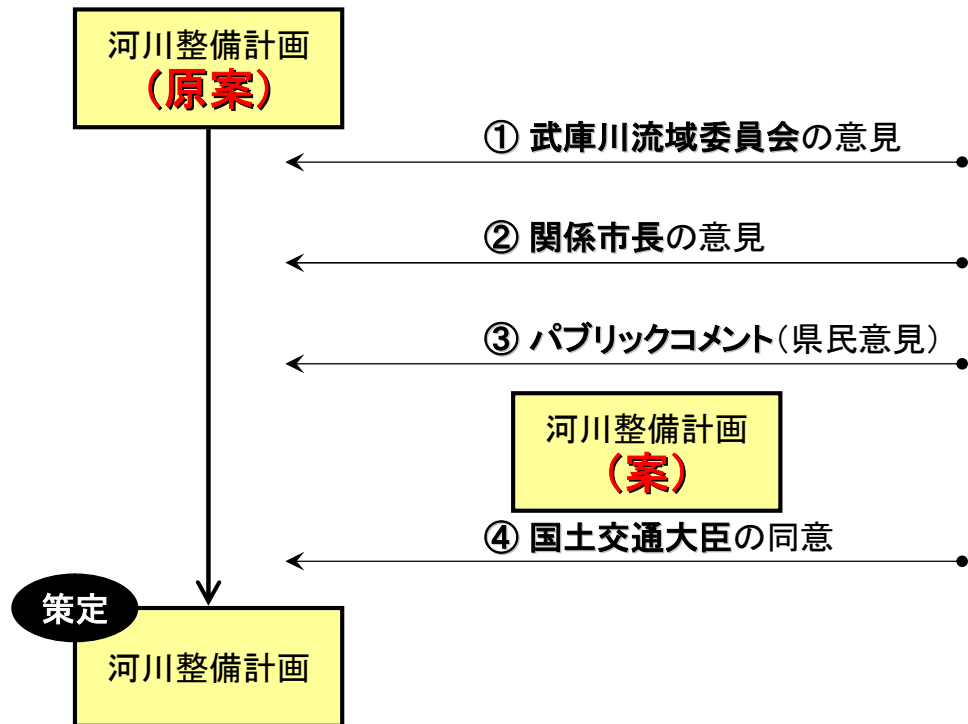 河川整備計画
(原案)
① 武庫川流域委員会の意見
② 関係市長の意見
③ パブリックコメント(県民意見)
河川整備計画
(案)
④ 国土交通大臣の同意
策定
河川整備計画